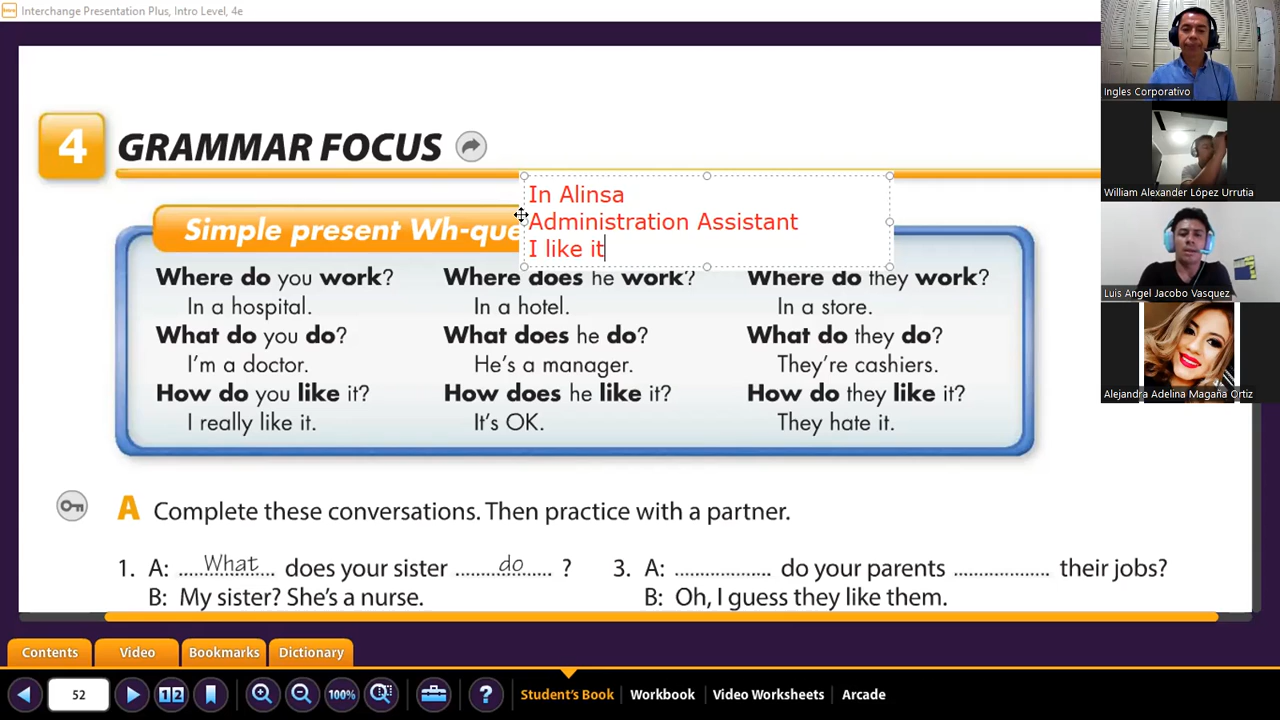 Interchange Presentation Plus, Intro Level, 4e
4 GRAMMAR FOCUS
In Alinsa
Administration Assistant
I like it
Simple present Wh-que
Where do you work? Where does he work? Where do they work?
In a hospital. In a hotel. In a store.
What do you do? What does he do? What do they do?
I'm a doctor. He's a manager. They're cashiers.
How do you like it? How does he like it? How do they like it?
I really like it. It's OK. They hate it.
A Complete these conversations. Then practice with a partner.
1. A: What does your sister do ?
B: My sister? She's a nurse.
3. A: .................. do your parents .................. their jobs?
B: Oh, I guess they like them.
Ingles Corporativo
William Alexander López Urrutia
Luis Angel Jacobo Vasquez
Alejandra Adelina Magaña Ortiz
Contents Video Bookmarks Dictionary
52 1 2 100% ? Student's Book Workbook Video Worksheets Arcade